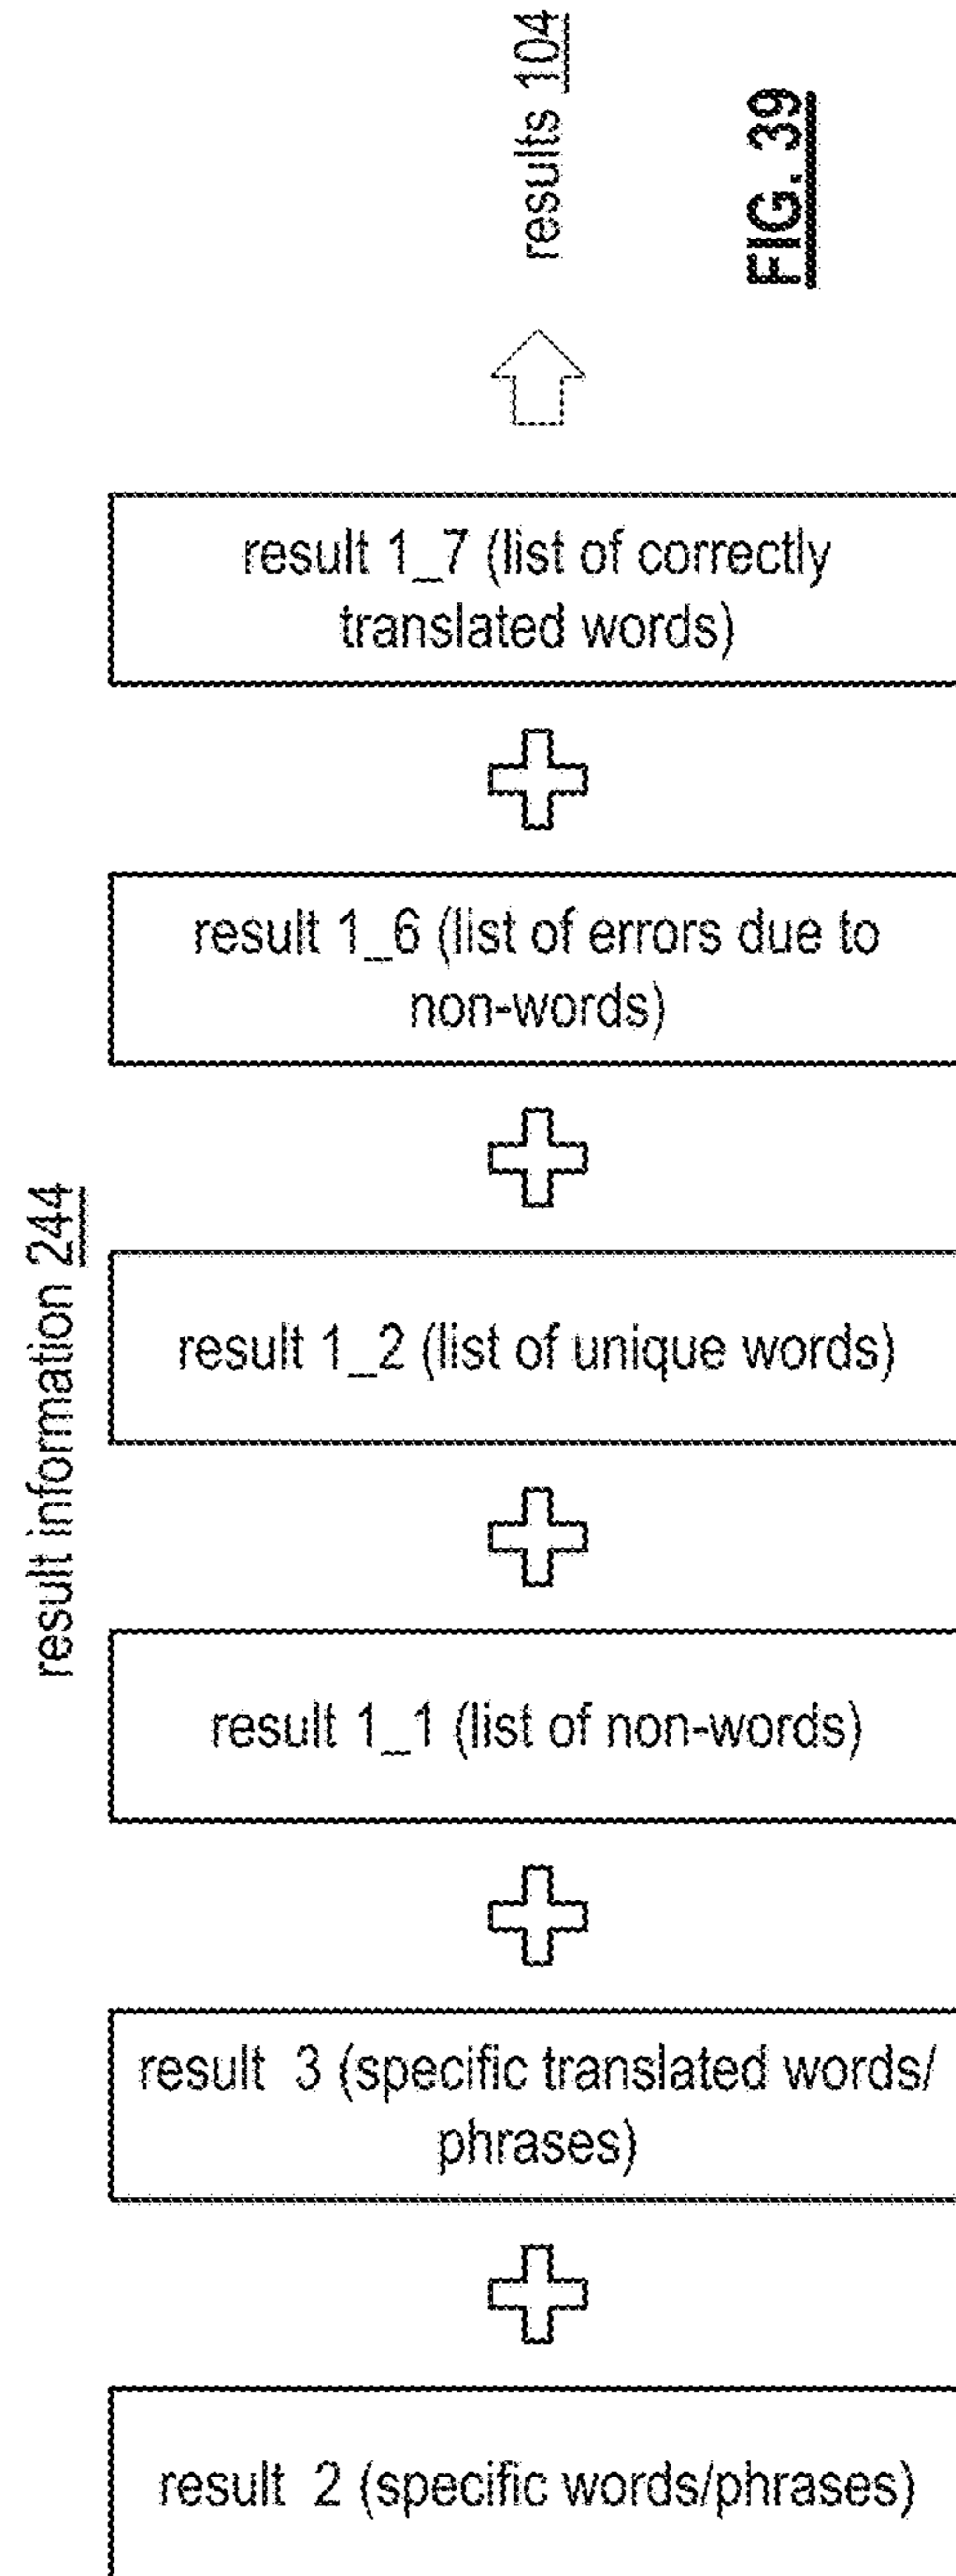 result information 244
results 104
FIG. 39
result 1_7 (list of correctly
translated words)
result 1_6 (list of errors due to
non-words)
result 1_2 (list of unique words)
result 1_1 (list of non-words)
result 3 (specific translated words/
phrases)
result 2 (specific words/phrases)